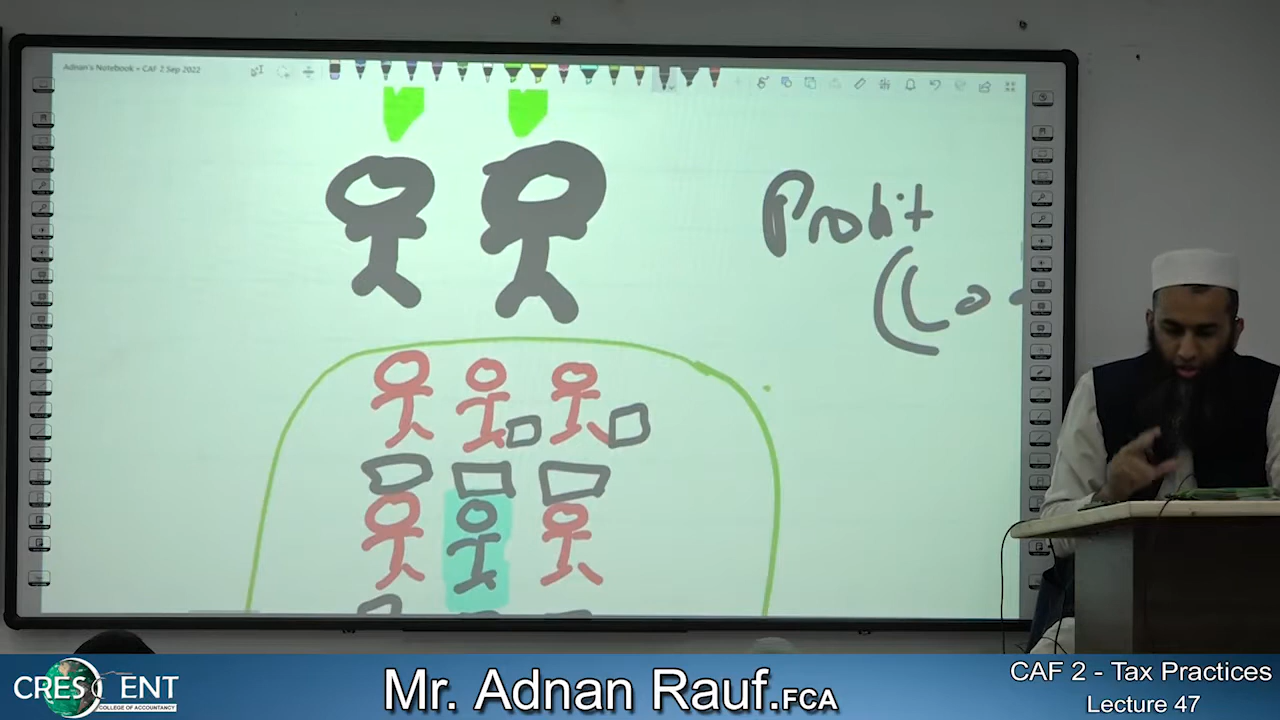 Adnan's Notebook - CAF 2 Sep 2022
Profit
CRESCENT
COLLEGE OF ACCOUNTANCY
Mr. Adnan Rauf.FCA
CAF 2 - Tax Practices
Lecture 47